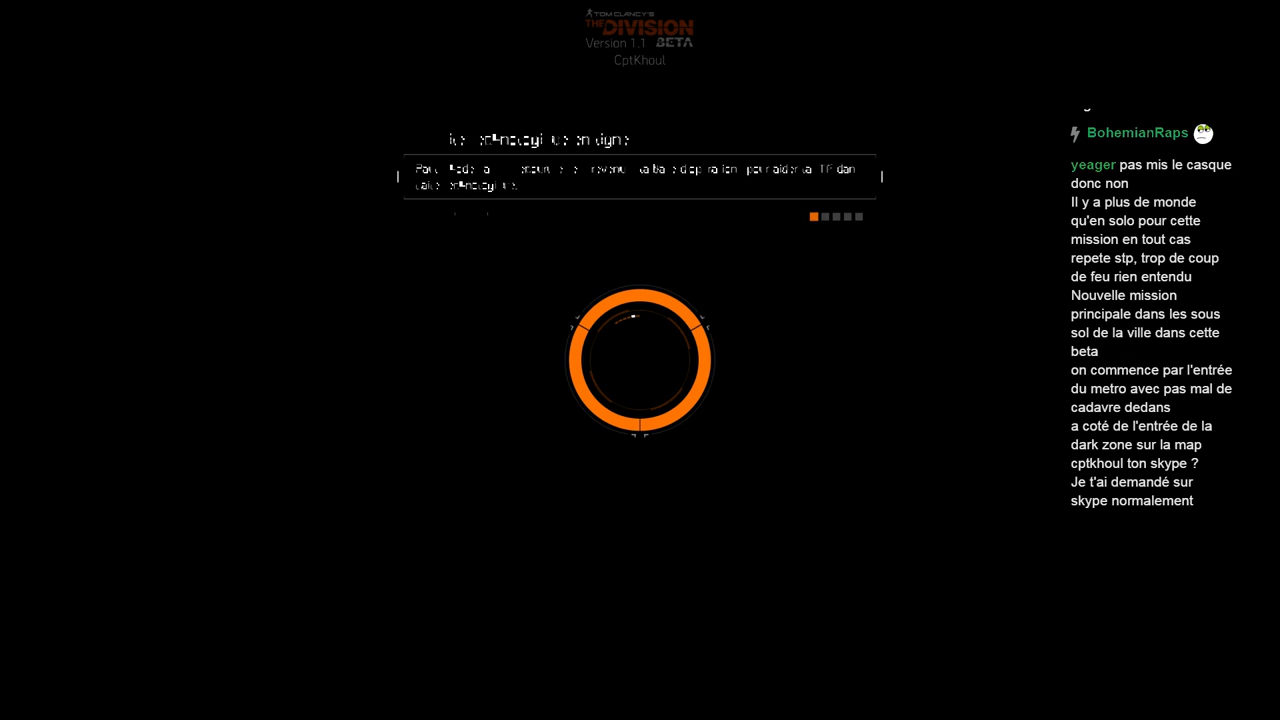 TOM CLANCY'S
THE DIVISION
Version 1.1 BETA
CptKhoul
BohemianRaps
yeager pas mis le casque
donc non
Il y a plus de monde
qu'en solo pour cette
mission en tout cas
repete stp, trop de coup
de feu rien entendu
Nouvelle mission
principale dans les sous
sol de la ville dans cette
beta
on commence par l'entrée
du metro avec pas mal de
cadavre dedans
a coté de l'entrée de la
dark zone sur la map
cptkhoul ton skype ?
Je t'ai demandé sur
skype normalement